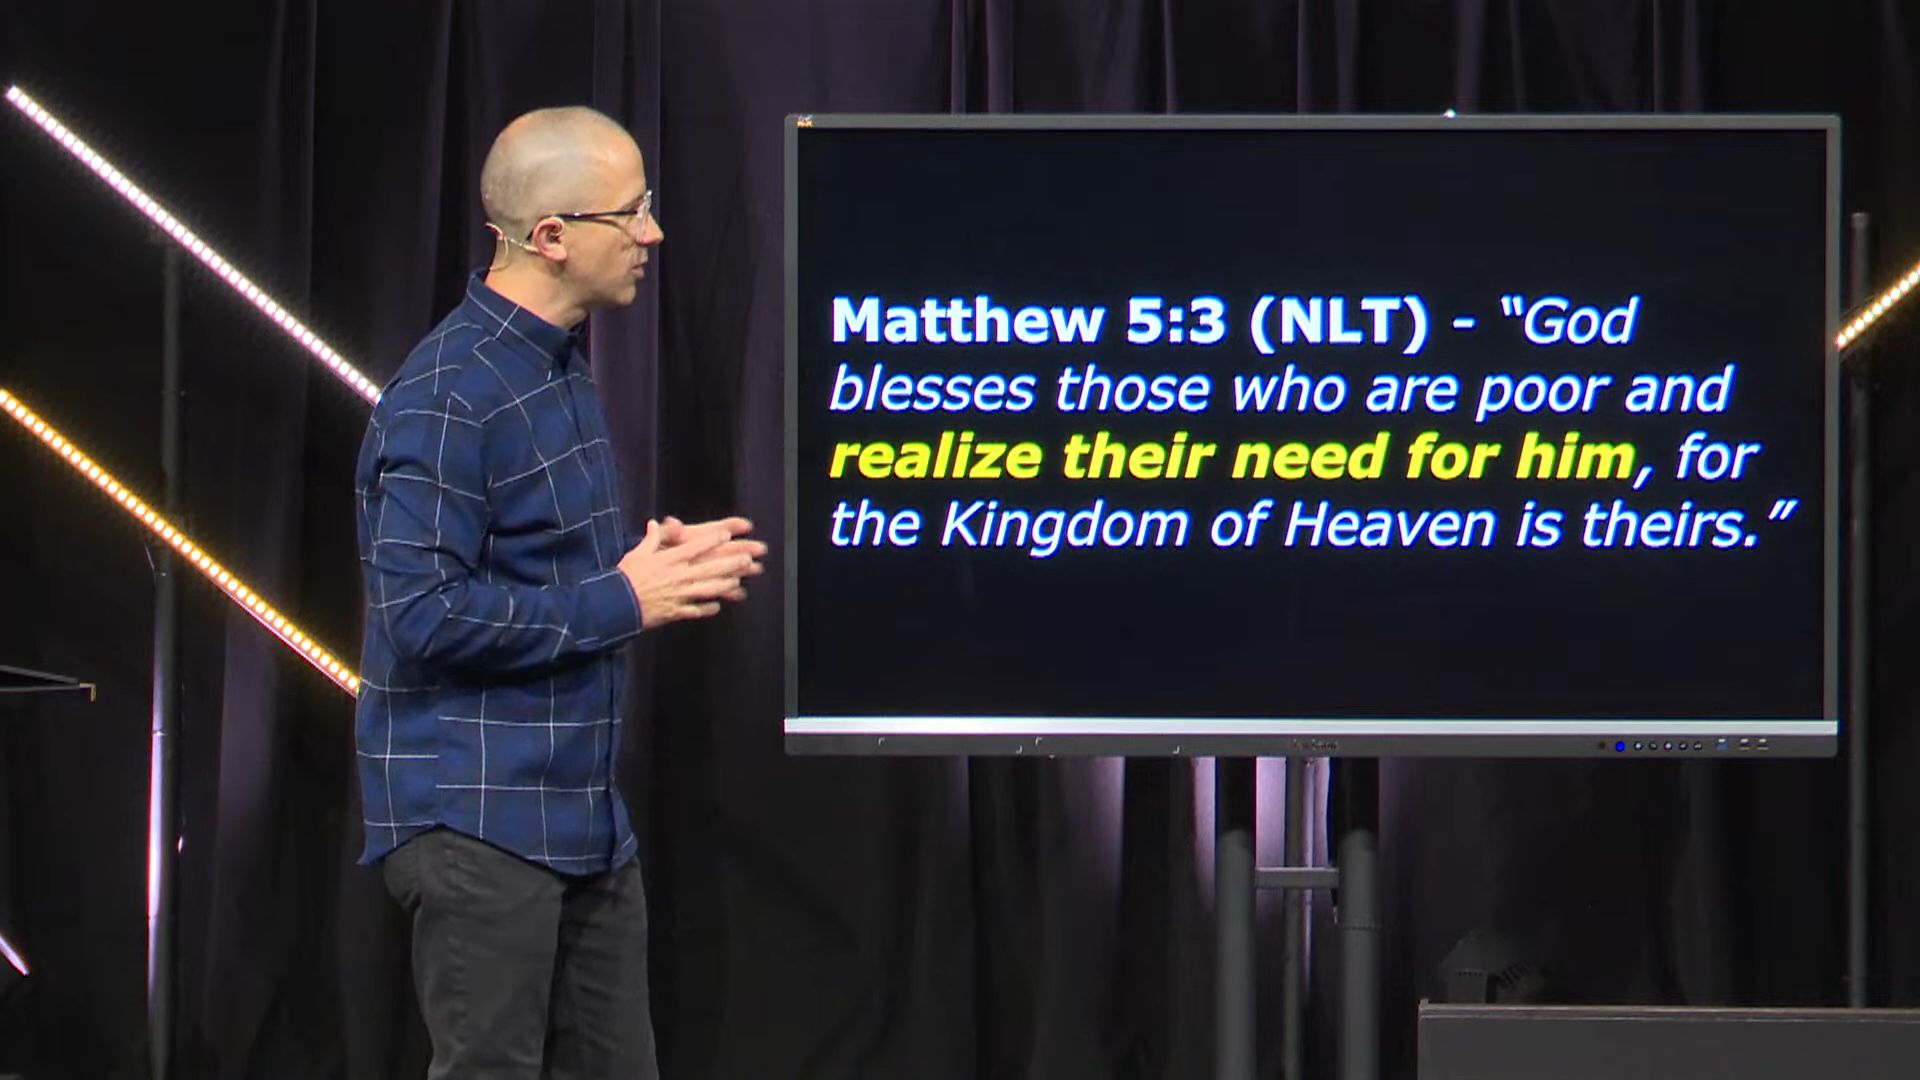 Matthew 5:3 (NLT) - “God
blesses those who are poor and
realize their need for him, for
the Kingdom of Heaven is theirs.”